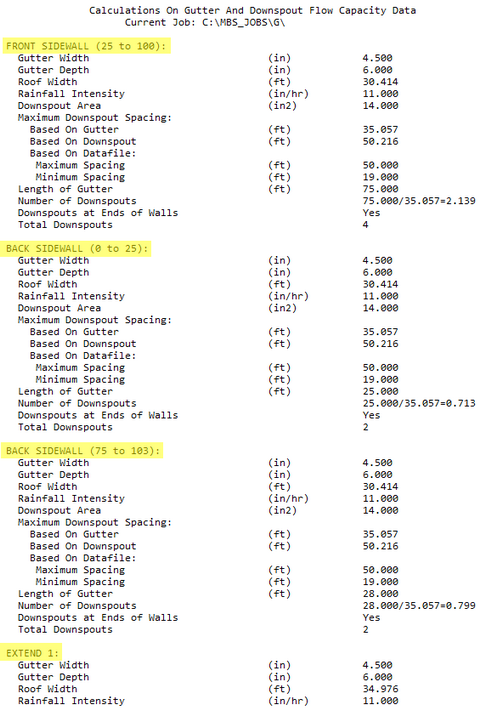 Calculations On Gutter And Downspout Flow Capacity Data
Current Job: C:\MBS_JOBS\G\
FRONT SIDEWALL (25 to 100):
Gutter Width (in) 4.500
Gutter Depth (in) 6.000
Roof Width (ft) 30.414
Rainfall Intensity (in/hr) 11.000
Downspout Area (in2) 14.000
Maximum Downspout Spacing:
Based On Gutter (ft) 35.057
Based On Downspout (ft) 50.216
Based On Datafile:
Maximum Spacing (ft) 50.000
Minimum Spacing (ft) 19.000
Length of Gutter (ft) 75.000
Number of Downspouts 75.000/35.057=2.139
Downspouts at Ends of Walls Yes
Total Downspouts 4
BACK SIDEWALL (0 to 25):
Gutter Width (in) 4.500
Gutter Depth (in) 6.000
Roof Width (ft) 30.414
Rainfall Intensity (in/hr) 11.000
Downspout Area (in2) 14.000
Maximum Downspout Spacing:
Based On Gutter (ft) 35.057
Based On Downspout (ft) 50.216
Based On Datafile:
Maximum Spacing (ft) 50.000
Minimum Spacing (ft) 19.000
Length of Gutter (ft) 25.000
Number of Downspouts 25.000/35.057=0.713
Downspouts at Ends of Walls Yes
Total Downspouts 2
BACK SIDEWALL (75 to 103):
Gutter Width (in) 4.500
Gutter Depth (in) 6.000
Roof Width (ft) 30.414
Rainfall Intensity (in/hr) 11.000
Downspout Area (in2) 14.000
Maximum Downspout Spacing:
Based On Gutter (ft) 35.057
Based On Downspout (ft) 50.216
Based On Datafile:
Maximum Spacing (ft) 50.000
Minimum Spacing (ft) 19.000
Length of Gutter (ft) 28.000
Number of Downspouts 28.000/35.057=0.799
Downspouts at Ends of Walls Yes
Total Downspouts 2
EXTEND 1:
Gutter Width (in) 4.500
Gutter Depth (in) 6.000
Roof Width (ft) 34.976
Rainfall Intensity (in/hr) 11.000